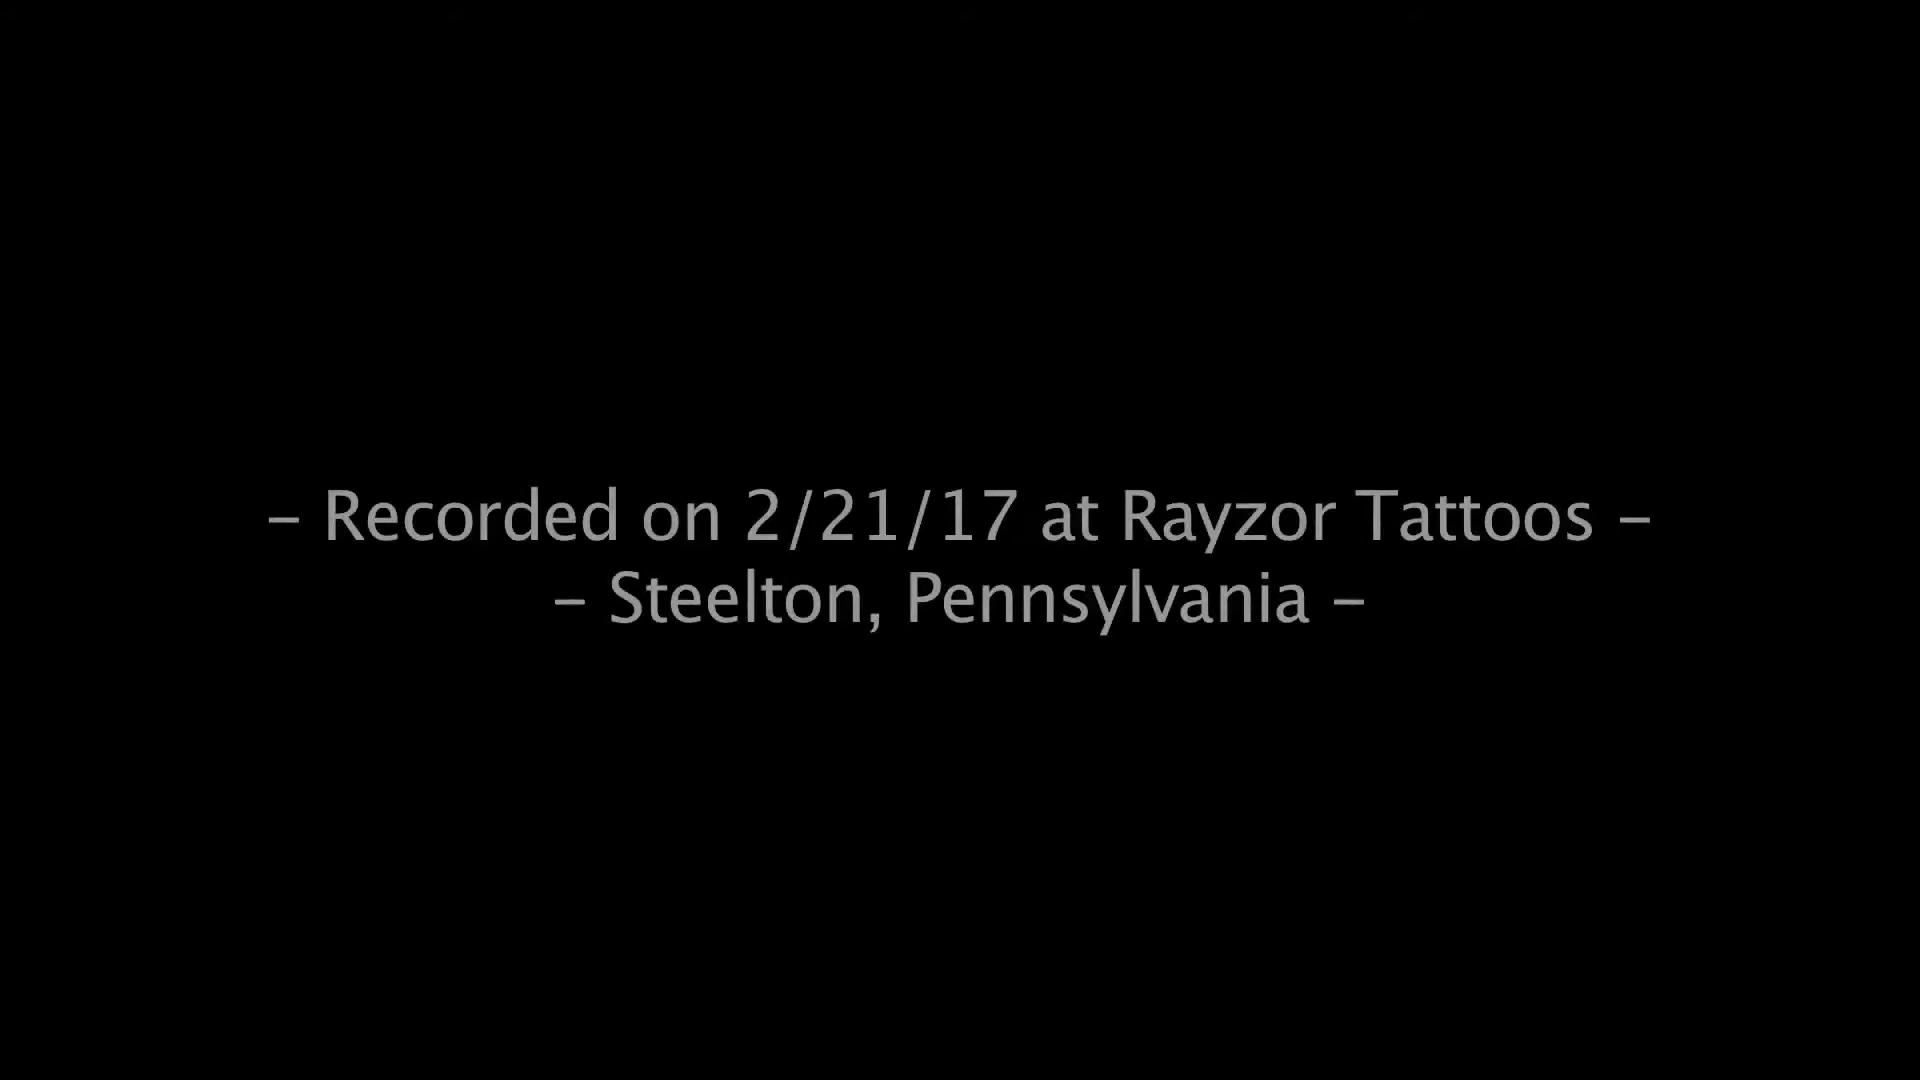 – Recorded on 2/21/17 at Rayzor Tattoos –
– Steelton, Pennsylvania –